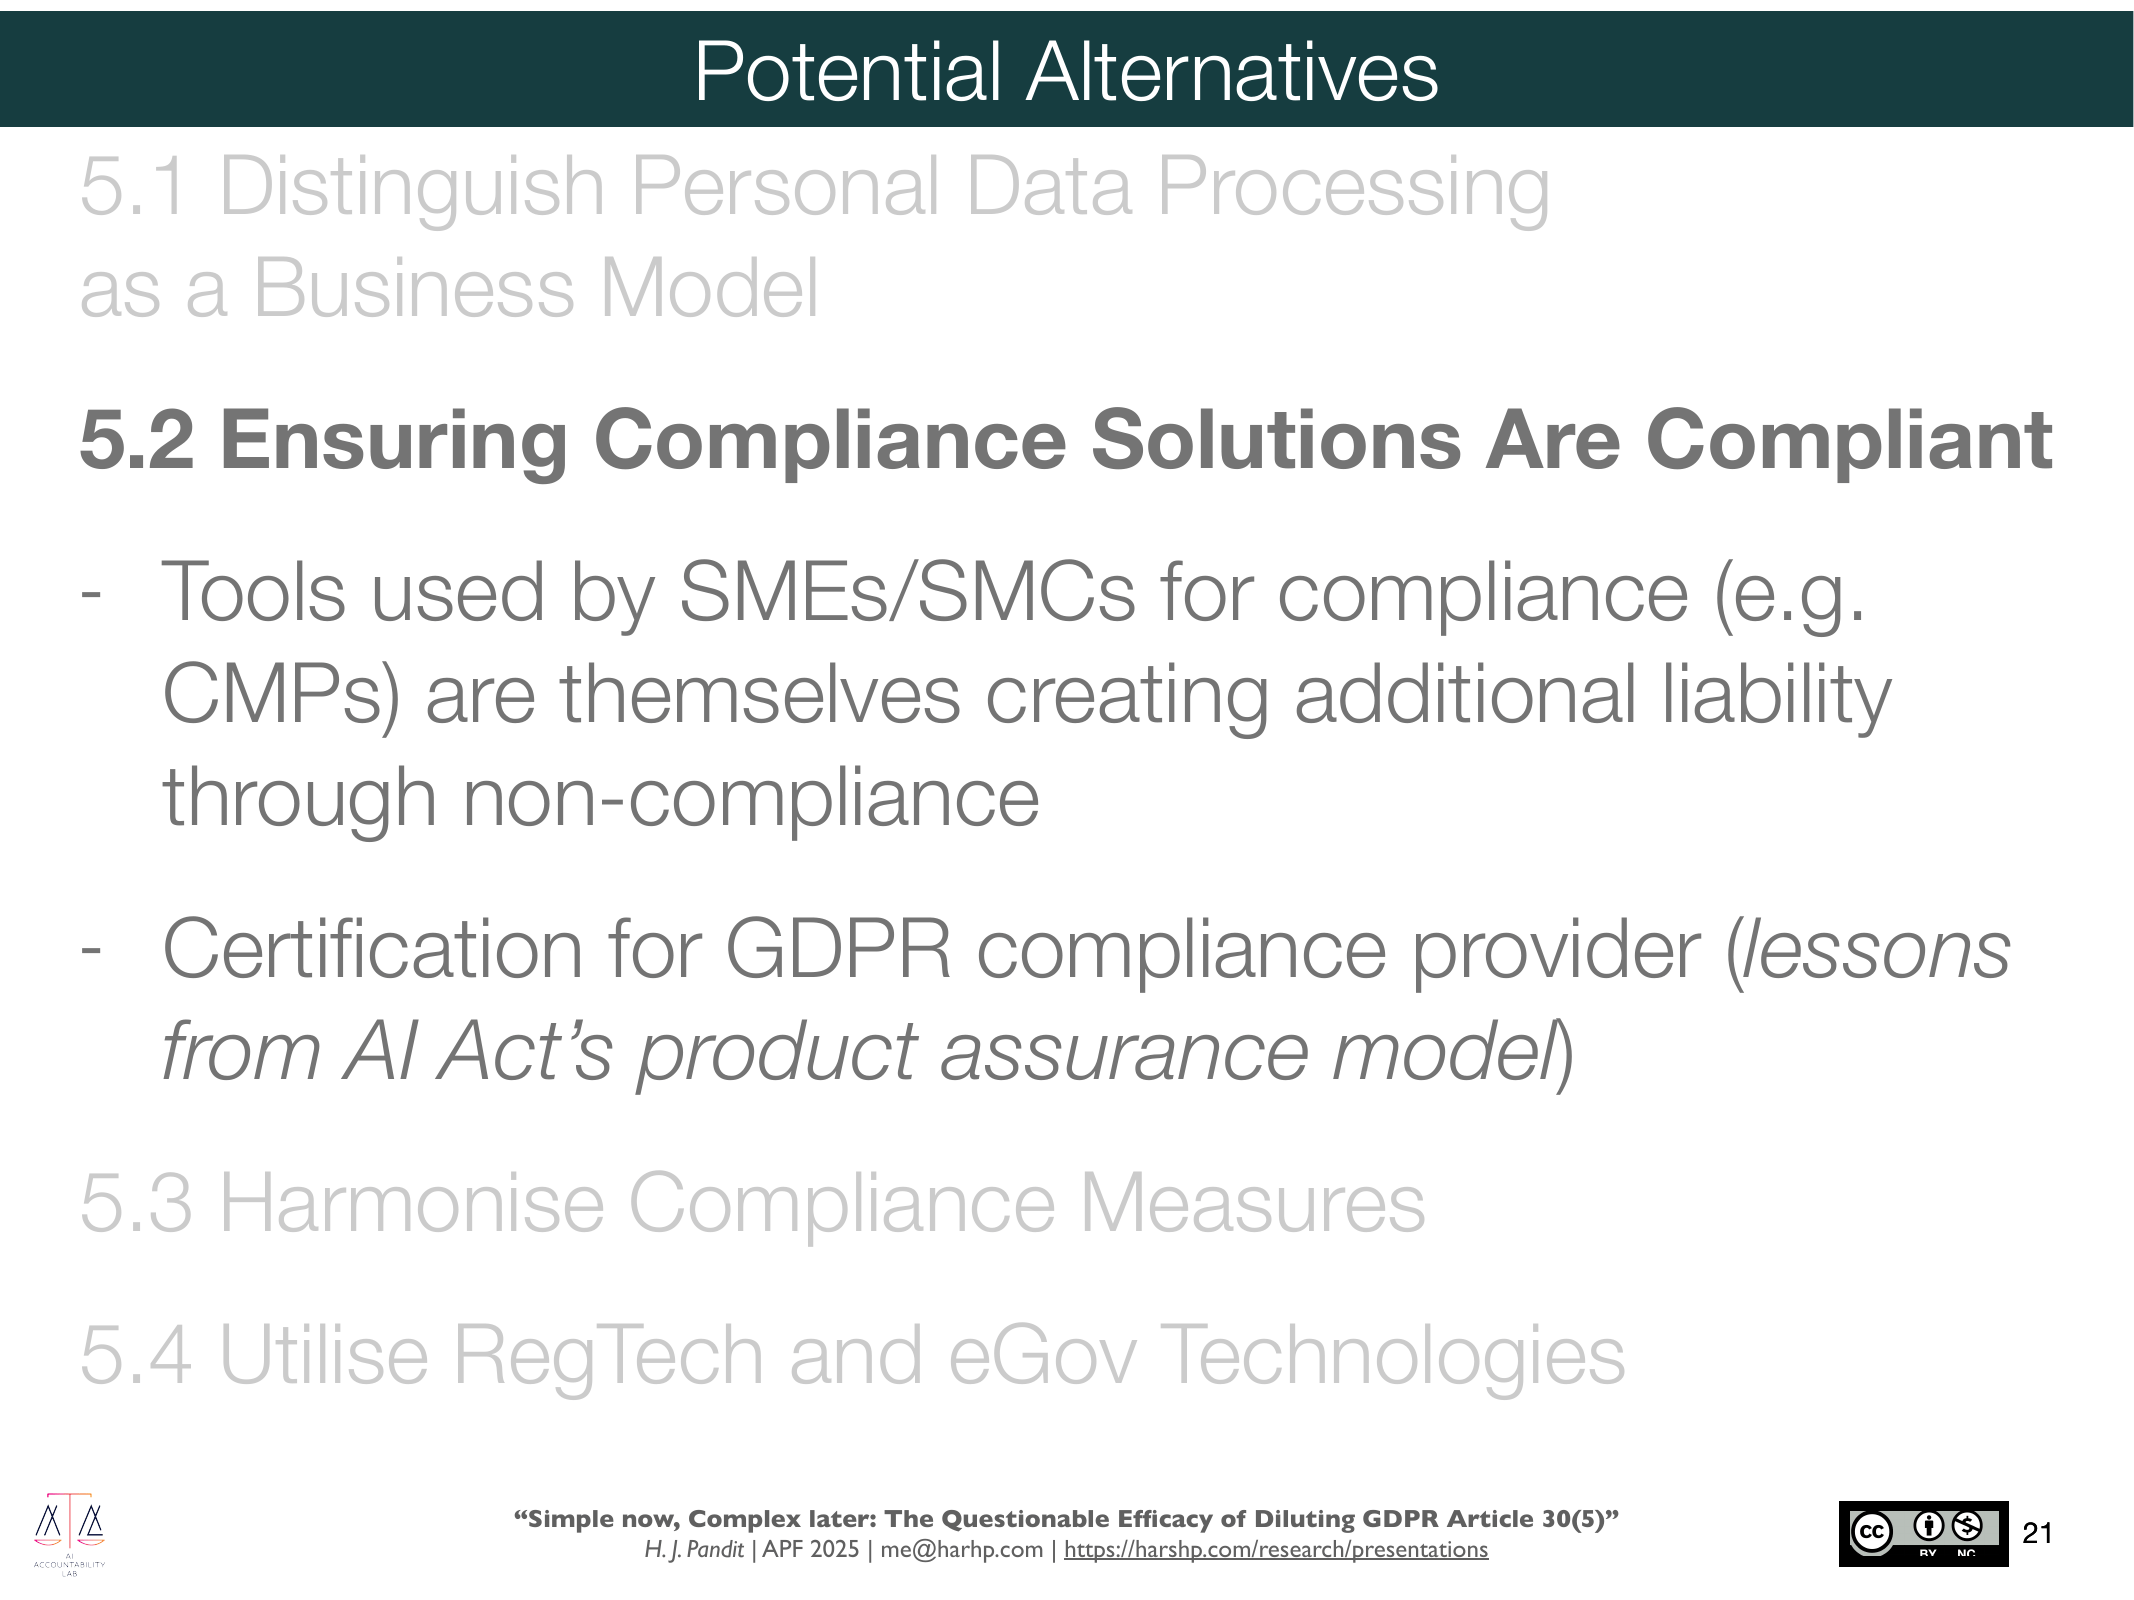 Potential Alternatives
5.1 Distinguish Personal Data Processing
as a Business Model
5.2 Ensuring Compliance Solutions Are Compliant
- Tools used by SMEs/SMCs for compliance (e.g.
CMPs) are themselves creating additional liability
through non-compliance
- Certification for GDPR compliance provider (lessons
from AI Act’s product assurance model)
5.3 Harmonise Compliance Measures
5.4 Utilise RegTech and eGov Technologies
AI
ACCOUNTABILITY
LAB
“Simple now, Complex later: The Questionable Efficacy of Diluting GDPR Article 30(5)”
H. J. Pandit | APF 2025 | me@harhp.com | https://harshp.com/research/presentations
cc
BY NC
21